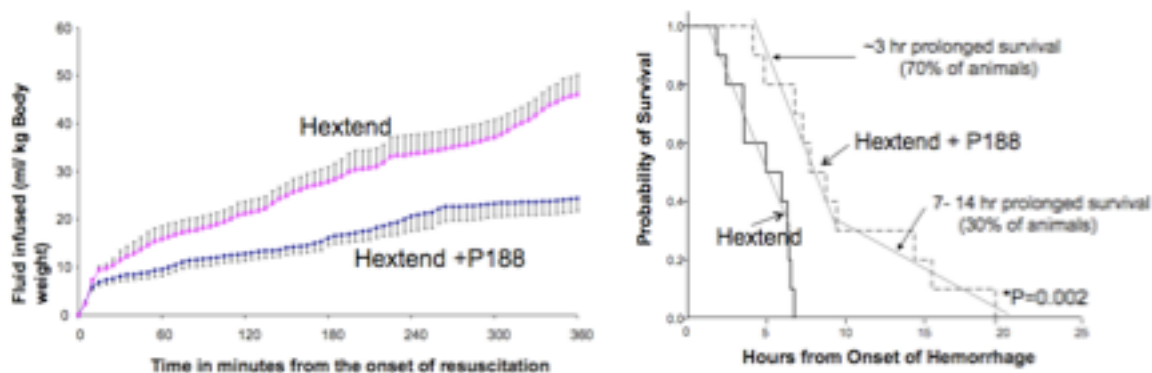 60
50
40
30
20
10
0
Fluid infused (ml/ kg Body
weight)
Hextend
Hextend +P188
0 60 120 180 240 300 360
Time in minutes from the onset of resuscitation
1.0
0.8
0.6
0.4
0.2
0.0
Probability of Survival
~3 hr prolonged survival
(70% of animals)
Hextend + P188
7- 14 hr prolonged survival
(30% of animals)
Hextend
*P=0.002
0 5 10 15 20 25
Hours from Onset of Hemorrhage